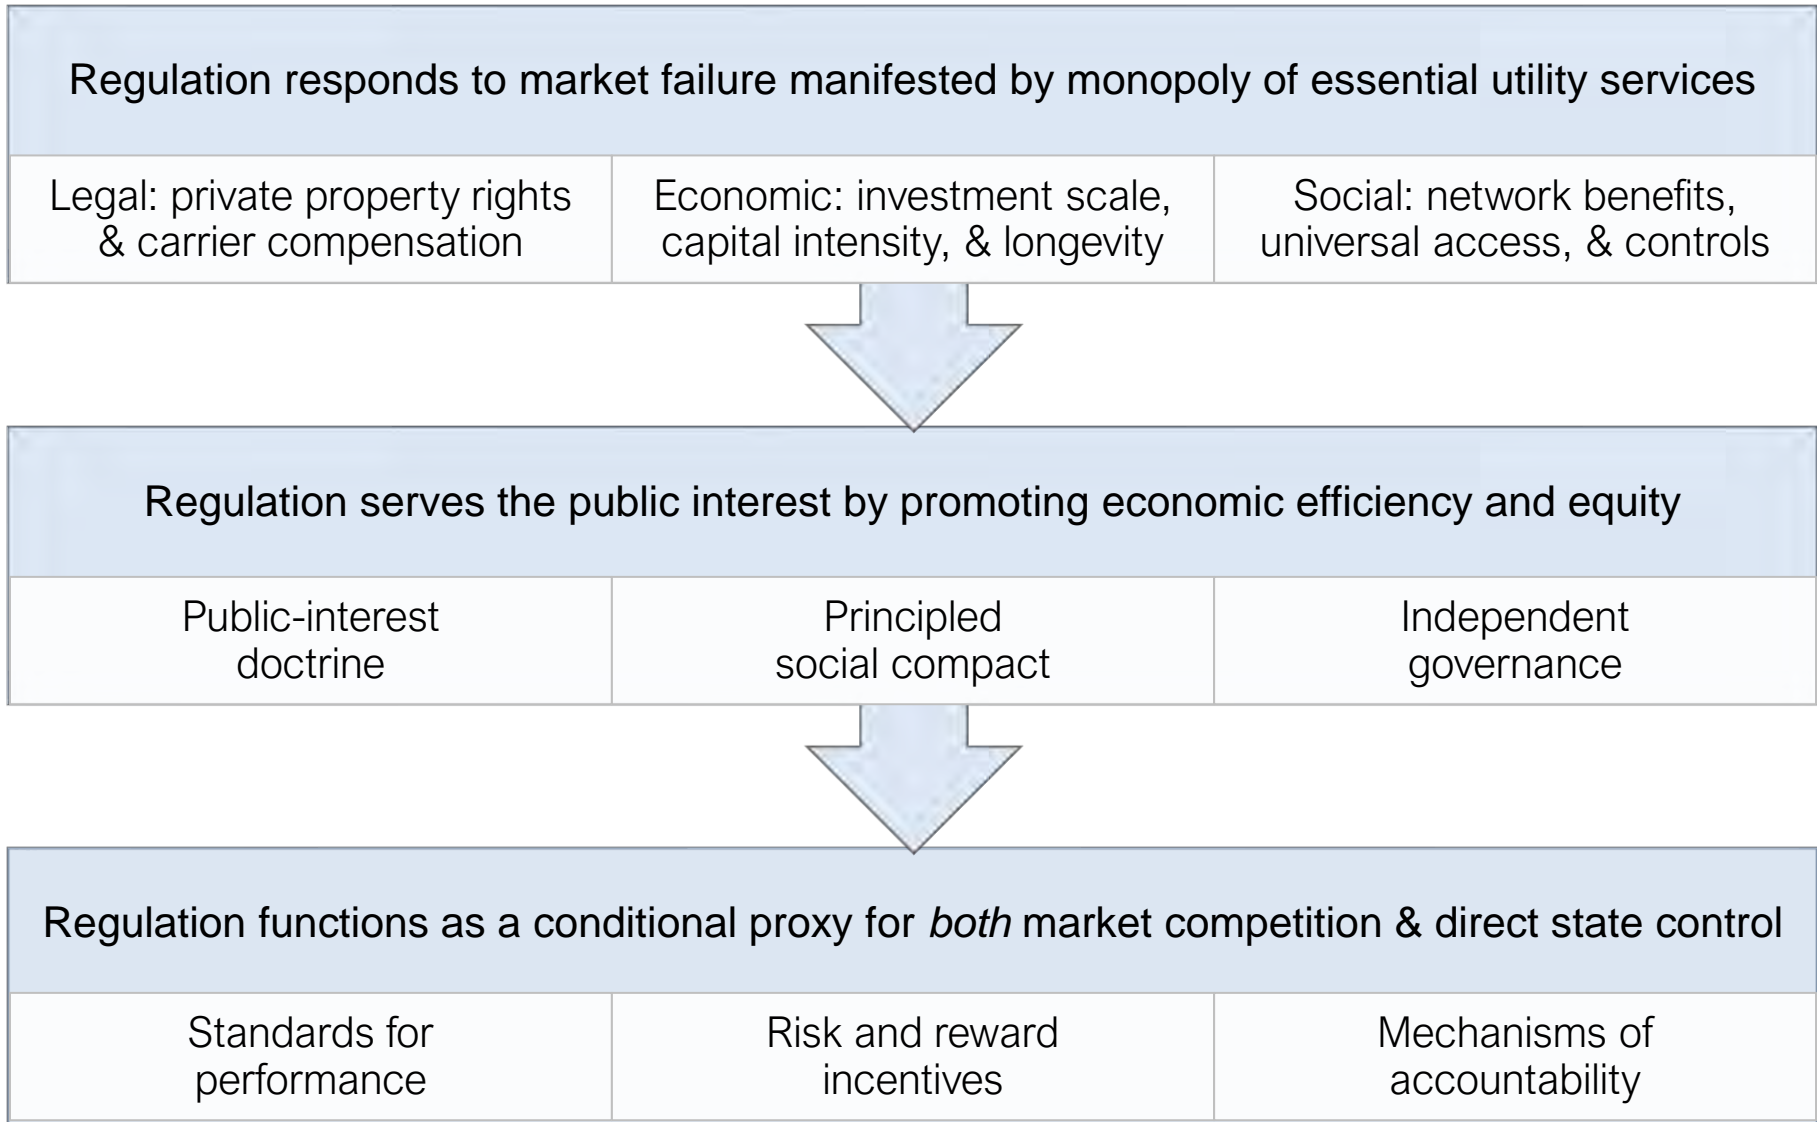 Regulation responds to market failure manifested by monopoly of essential utility services
Legal: private property rights
& carrier compensation
Economic: investment scale,
capital intensity, & longevity
Social: network benefits,
universal access, & controls
Regulation serves the public interest by promoting economic efficiency and equity
Public-interest
doctrine
Principled
social compact
Independent
governance
Regulation functions as a conditional proxy for both market competition & direct state control
Standards for
performance
Risk and reward
incentives
Mechanisms of
accountability